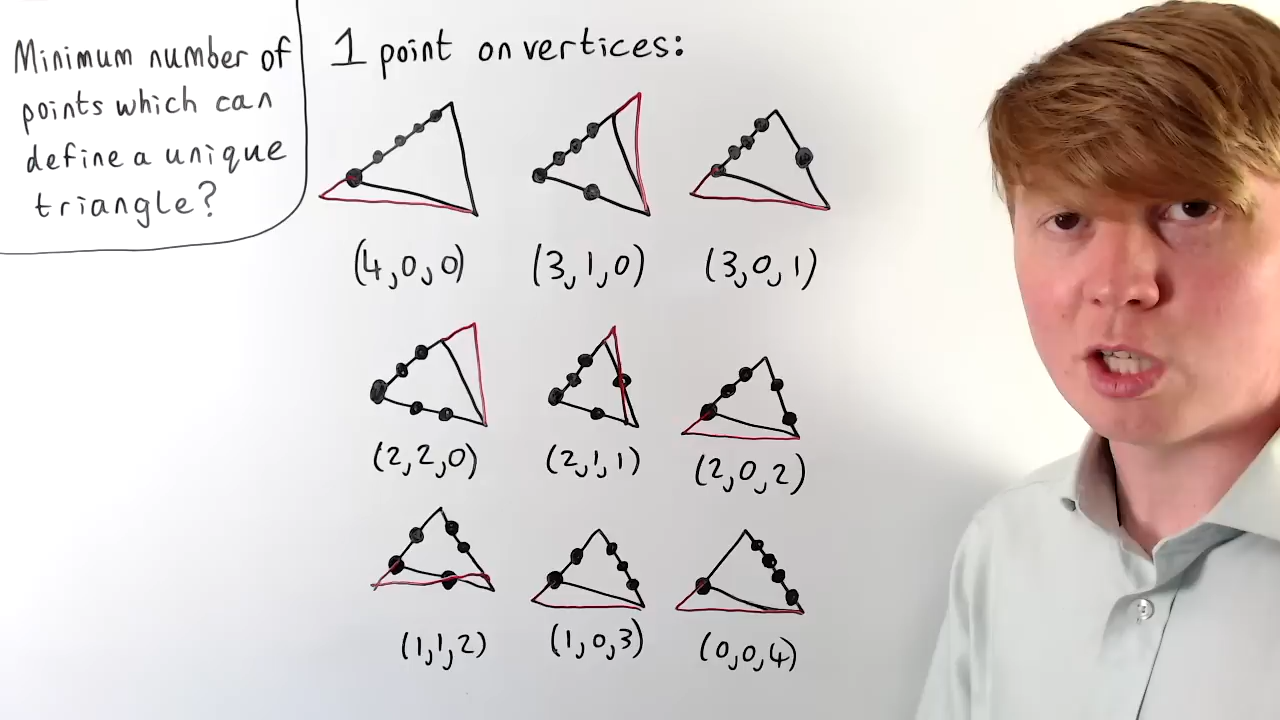 Minimum number of
points which can
define a unique
triangle?
1 point on vertices:
(4,0,0) (3,1,0) (3,0,1)
(2,2,0) (2,1,1) (2,0,2)
(1,1,2) (1,0,3) (0,0,4)